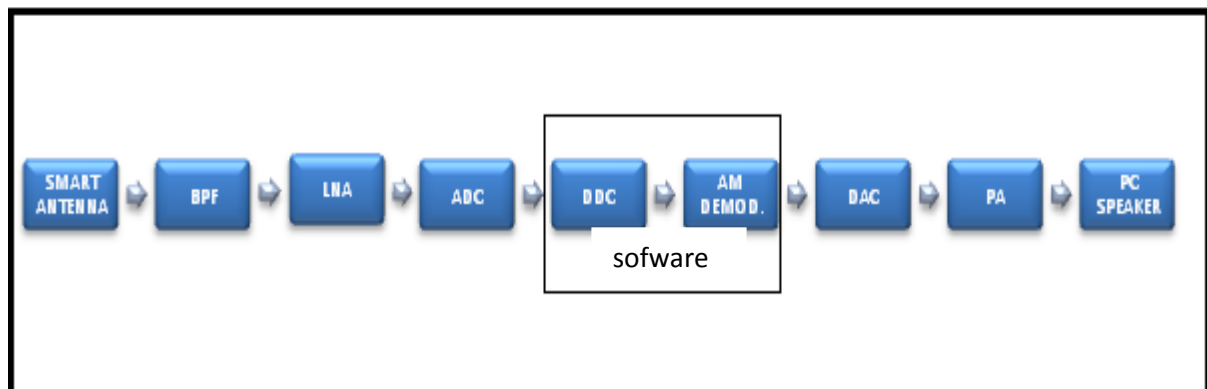 SMART
ANTENNA
BPF
LNA
ADC
DDC
AM
DEMOD.
DAC
PA
PC
SPEAKER
sofware